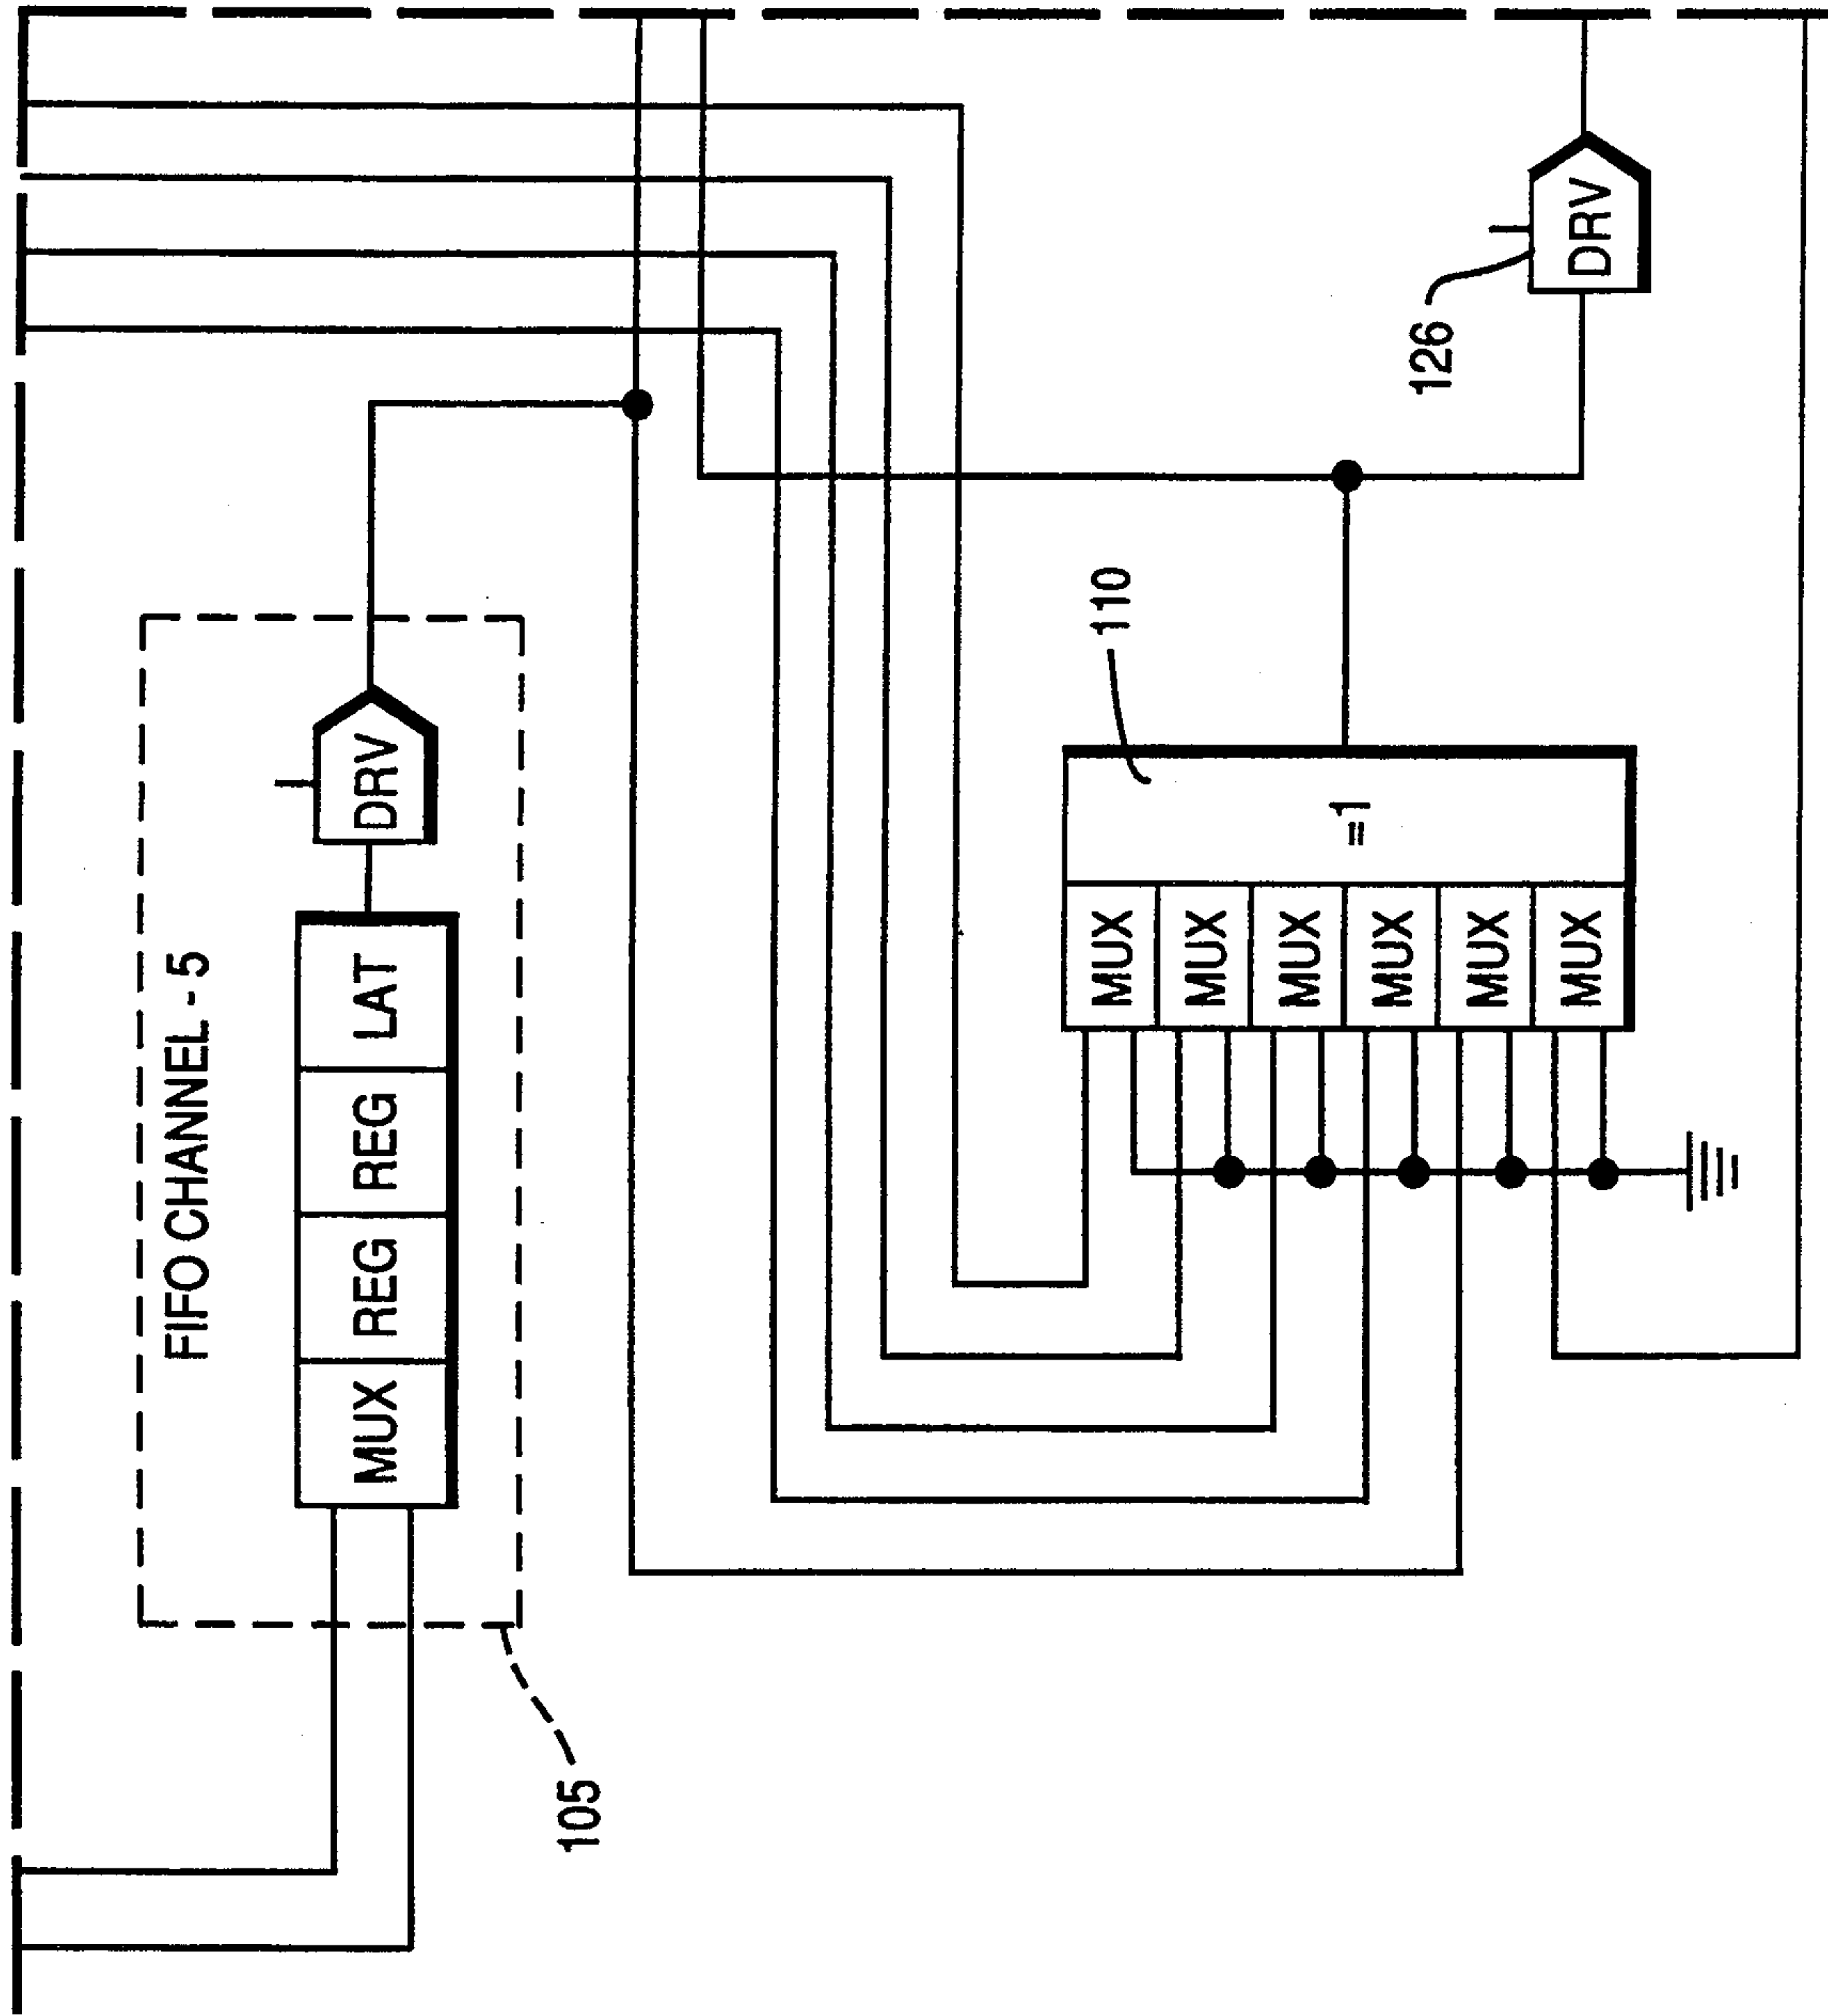 FIFO CHANNEL - 5
MUX REG REG LAT DRV
105
110
MUX
MUX
MUX
=1
MUX
126
MUX
MUX
DRV